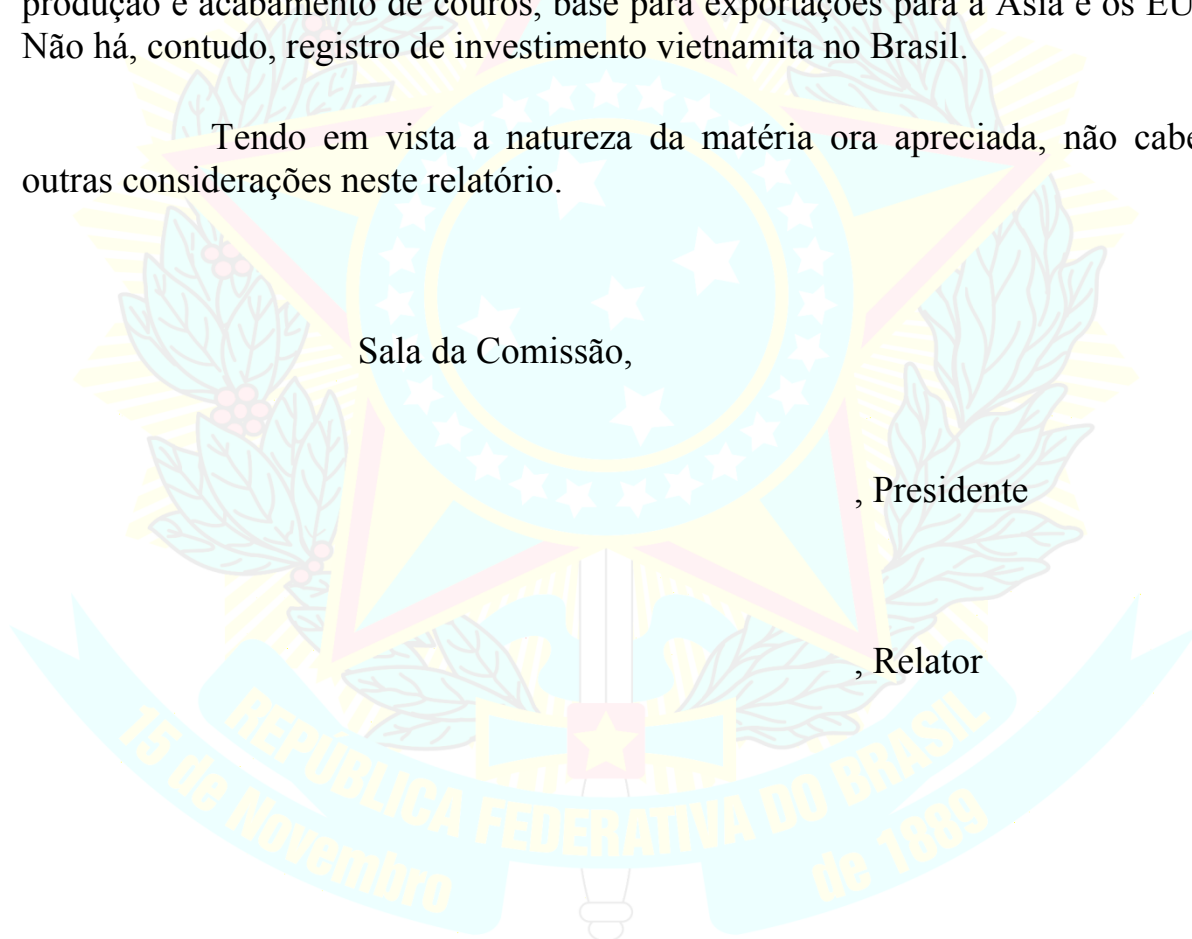 produção e acabamento de couros, base para exportações para a Ásia e os EU
Não há, contudo, registro de investimento vietnamita no Brasil.
Tendo em vista a natureza da matéria ora apreciada, não cabe
outras considerações neste relatório.
Sala da Comissão,
, Presidente
, Relator
REPÚBLICA FEDERATIVA DO BRASIL
15 de Novembro
de 1889